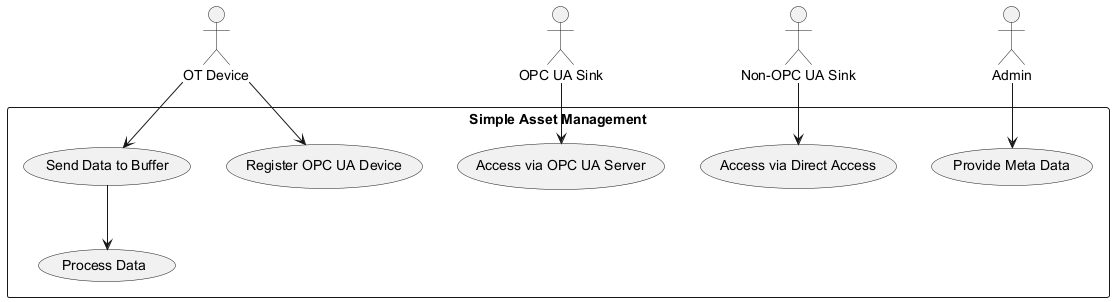 OT Device
OPC UA Sink
Non-OPC UA Sink
Admin
Simple Asset Management
Send Data to Buffer
Register OPC UA Device
Access via OPC UA Server
Access via Direct Access
Provide Meta Data
Process Data